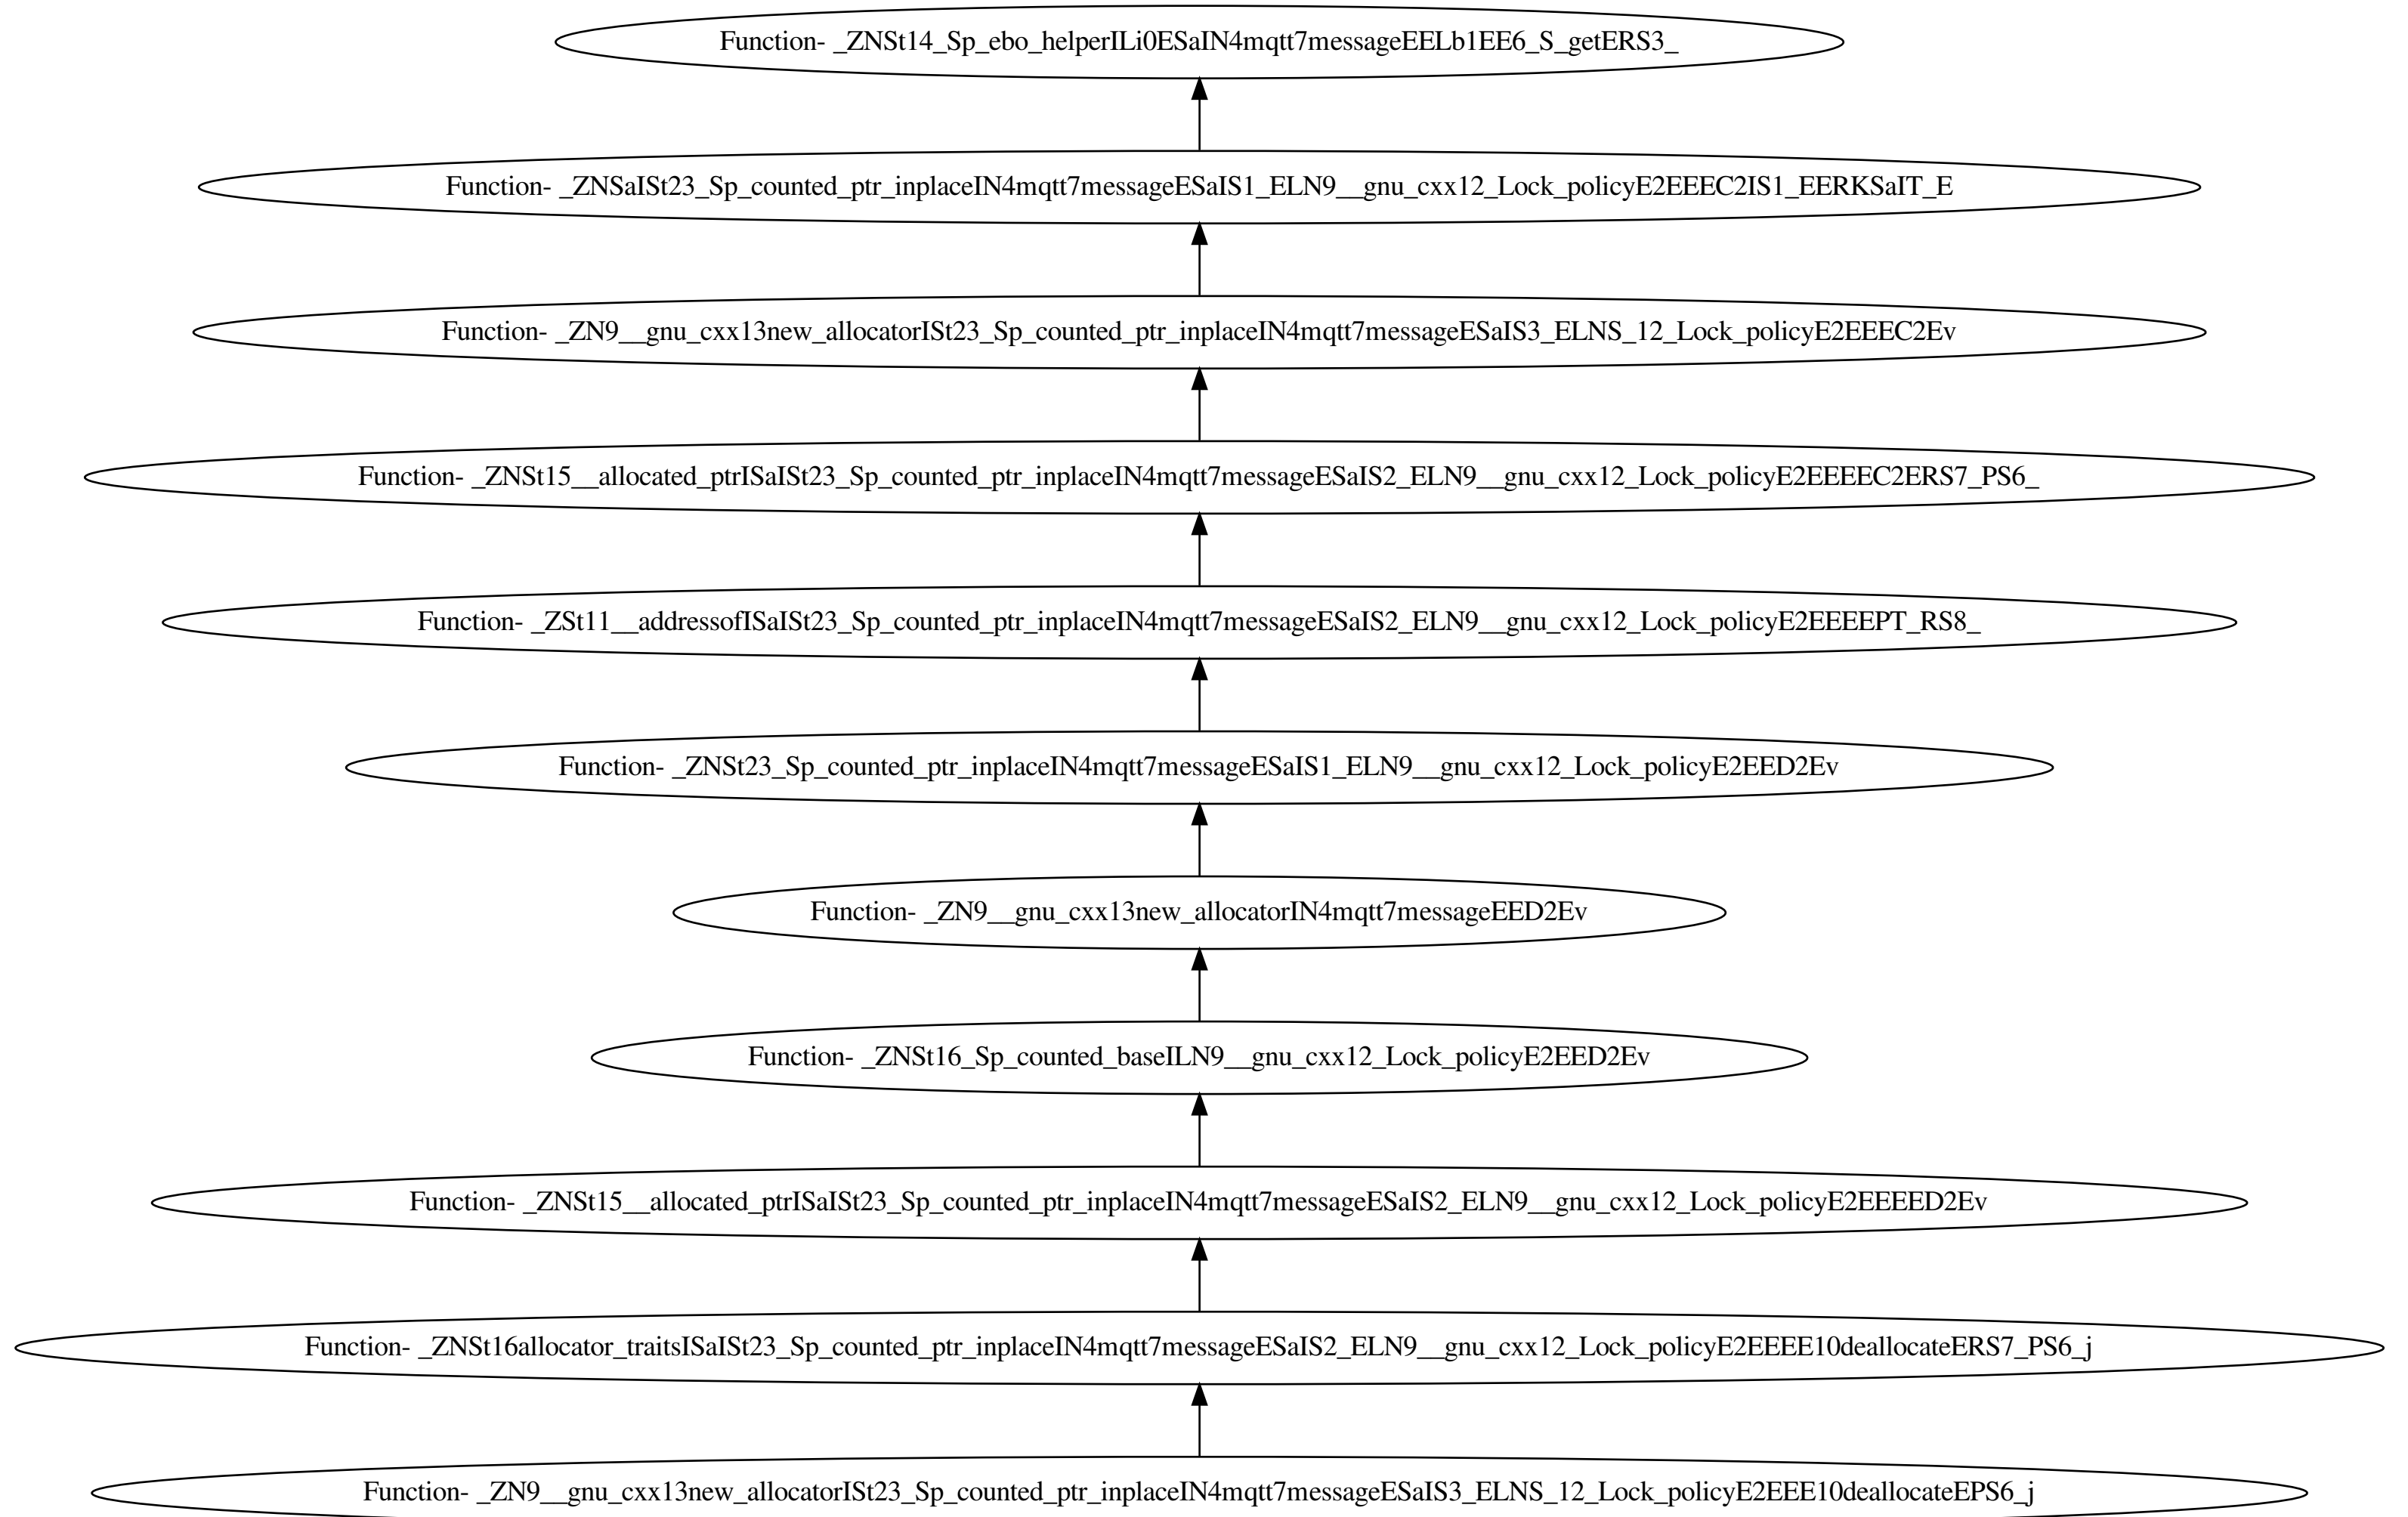 Function- _ZNSt14_Sp_ebo_helperILi0ESaIN4mqtt7messageEELb1EE6_S_getERS3_
Function- _ZNSaISt23_Sp_counted_ptr_inplaceIN4mqtt7messageESaIS1_ELN9__gnu_cxx12_Lock_policyE2EEEC2IS1_EERKSaIT_E
Function- _ZN9__gnu_cxx13new_allocatorISt23_Sp_counted_ptr_inplaceIN4mqtt7messageESaIS3_ELNS_12_Lock_policyE2EEEC2Ev
Function- _ZNSt15__allocated_ptrISaISt23_Sp_counted_ptr_inplaceIN4mqtt7messageESaIS2_ELN9__gnu_cxx12_Lock_policyE2EEEEC2ERS7_PS6_
Function- _ZSt11__addressofISaISt23_Sp_counted_ptr_inplaceIN4mqtt7messageESaIS2_ELN9__gnu_cxx12_Lock_policyE2EEEEPT_RS8_
Function- _ZNSt23_Sp_counted_ptr_inplaceIN4mqtt7messageESaIS1_ELN9__gnu_cxx12_Lock_policyE2EED2Ev
Function- _ZN9__gnu_cxx13new_allocatorIN4mqtt7messageEED2Ev
Function- _ZNSt16_Sp_counted_baseILN9__gnu_cxx12_Lock_policyE2EED2Ev
Function- _ZNSt15__allocated_ptrISaISt23_Sp_counted_ptr_inplaceIN4mqtt7messageESaIS2_ELN9__gnu_cxx12_Lock_policyE2EEEED2Ev
Function- _ZNSt16allocator_traitsISaISt23_Sp_counted_ptr_inplaceIN4mqtt7messageESaIS2_ELN9__gnu_cxx12_Lock_policyE2EEEE10deallocateERS7_PS6_j
Function- _ZN9__gnu_cxx13new_allocatorISt23_Sp_counted_ptr_inplaceIN4mqtt7messageESaIS3_ELNS_12_Lock_policyE2EEE10deallocateEPS6_j